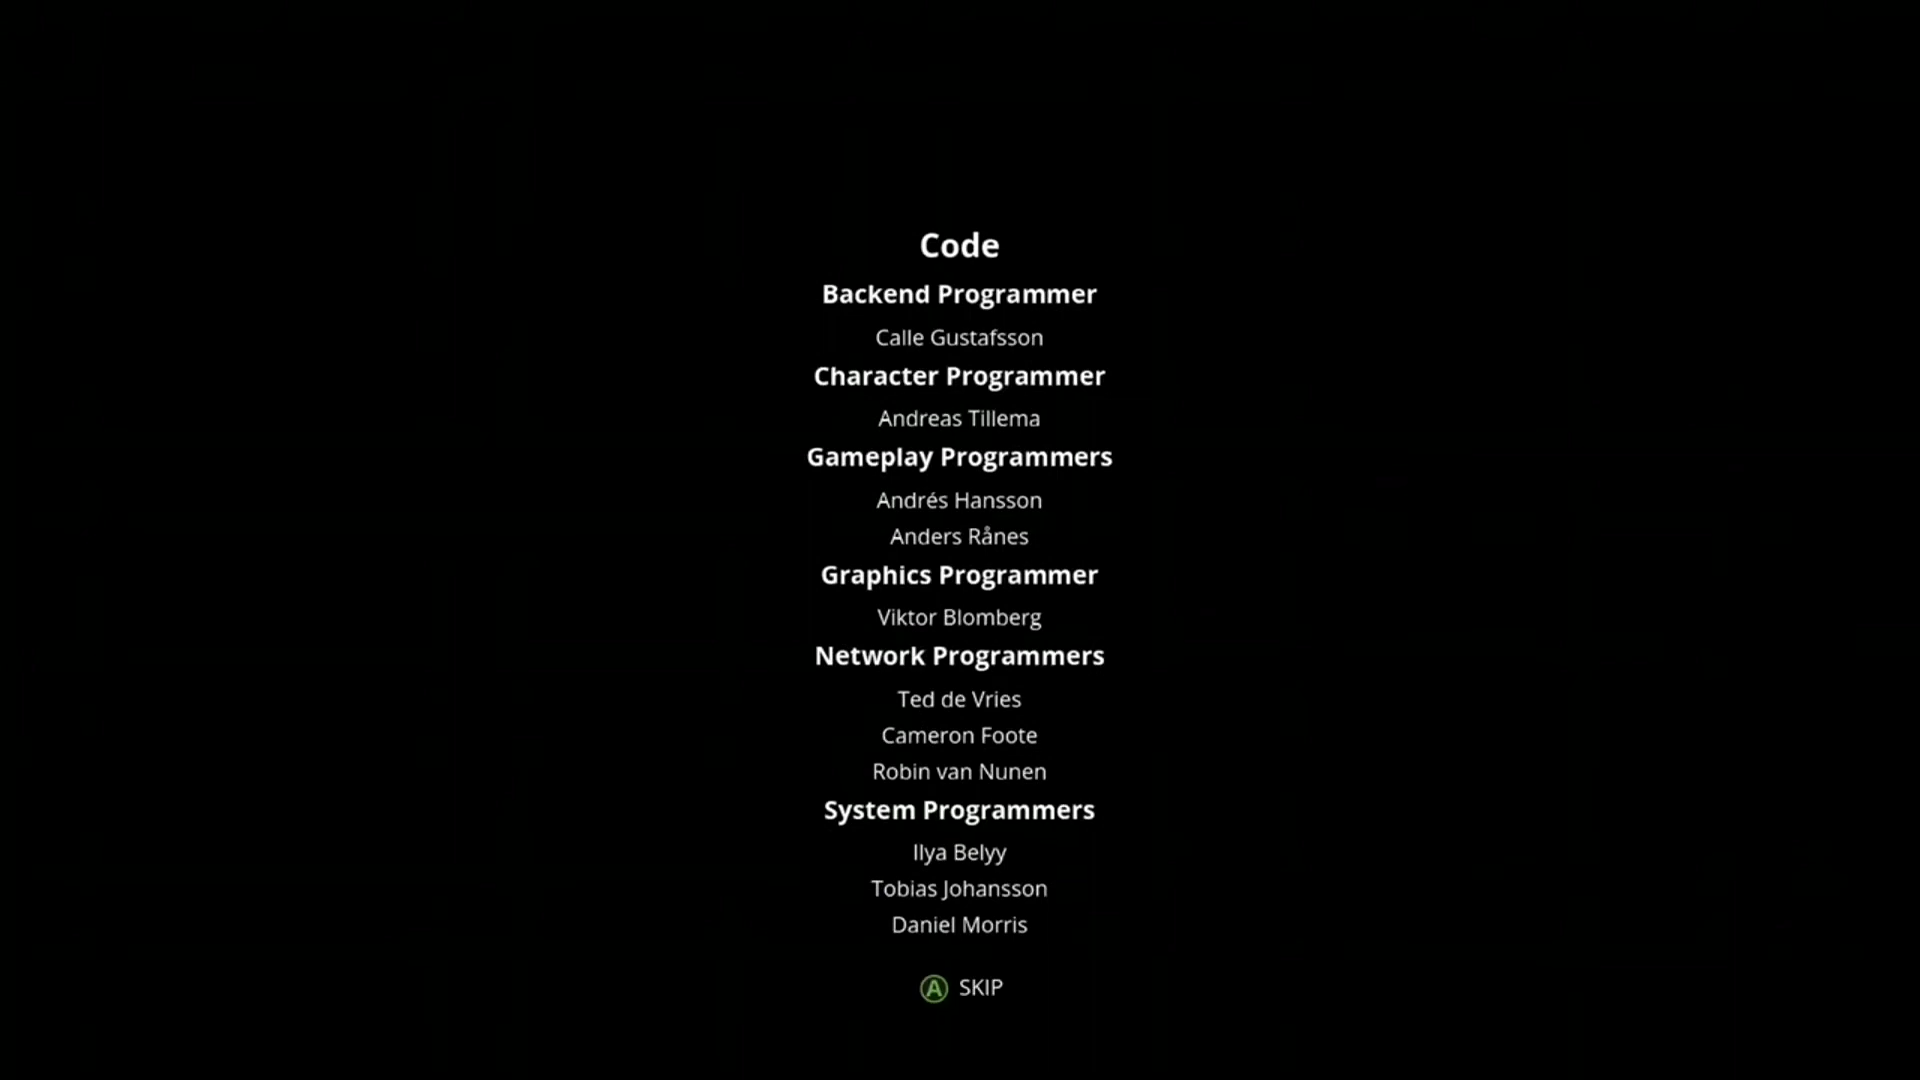 Code
Backend Programmer
Calle Gustafsson
Character Programmer
Andreas Tillema
Gameplay Programmers
Andrés Hansson
Anders Rånes
Graphics Programmer
Viktor Blomberg
Network Programmers
Ted de Vries
Cameron Foote
Robin van Nunen
System Programmers
Ilya Belyy
Tobias Johansson
Daniel Morris
A SKIP